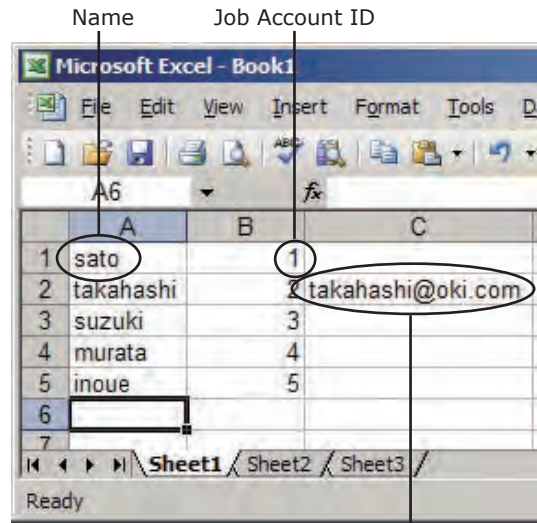 Name Job Account ID
Microsoft Excel - Book1
File Edit View Insert Format Tools D
A6 fx
A B C
1 sato 1
2 takahashi 2 takahashi@oki.com
3 suzuki 3
4 murata 4
5 inoue 5
6
7
Sheet1 Sheet2 Sheet3
Ready